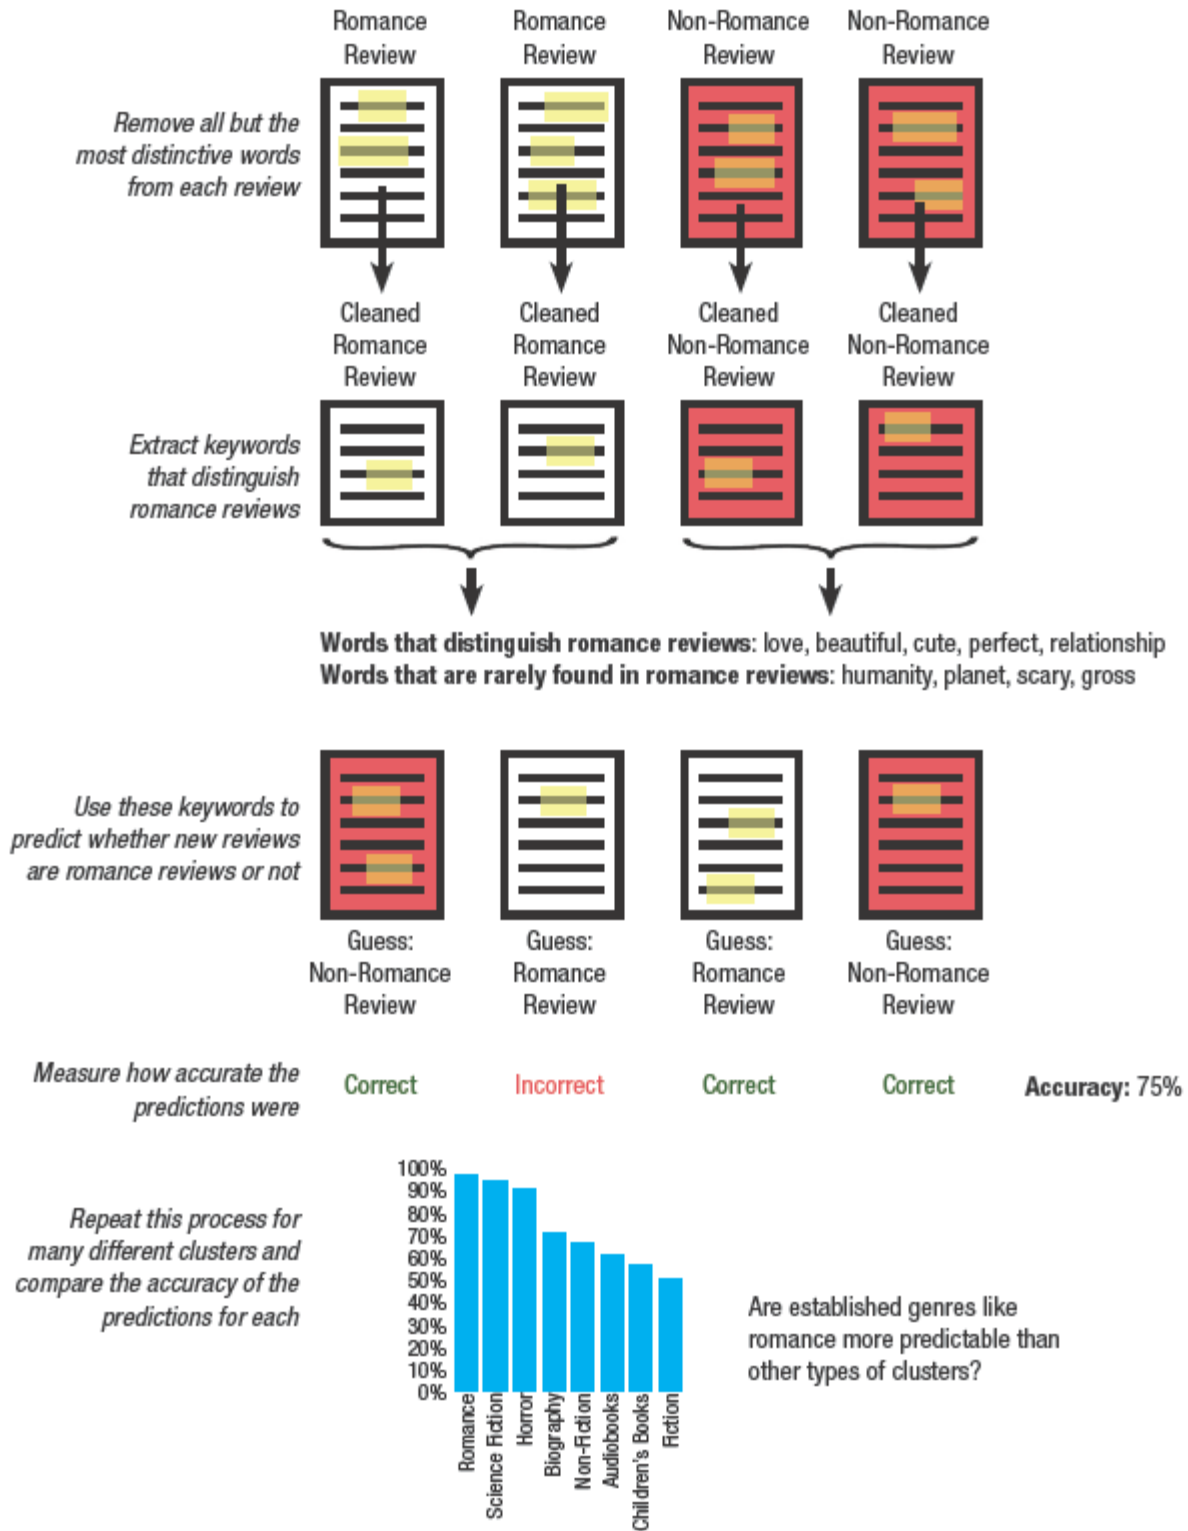 Romance
Review
Romance
Review
Non-Romance
Review
Non-Romance
Review
Remove all but the
most distinctive words
from each review
Cleaned
Romance
Review
Cleaned
Romance
Review
Cleaned
Non-Romance
Review
Cleaned
Non-Romance
Review
Extract keywords
that distinguish
romance reviews
Words that distinguish romance reviews: love, beautiful, cute, perfect, relationship
Words that are rarely found in romance reviews: humanity, planet, scary, gross
Use these keywords to
predict whether new reviews
are romance reviews or not
Guess:
Non-Romance
Review
Guess:
Romance
Review
Guess:
Romance
Review
Guess:
Non-Romance
Review
Measure how accurate the
predictions were
Correct
Incorrect
Correct
Correct
Accuracy: 75%
Repeat this process for
many different clusters and
compare the accuracy of the
predictions for each
100%
90%
80%
70%
60%
50%
40%
30%
20%
10%
0%
Romance
Science Fiction
Horror
Biography
Non-Fiction
Audiobooks
Children's Books
Fiction
Are established genres like
romance more predictable than
other types of clusters?